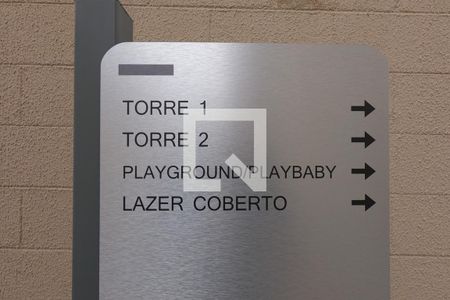 TORRE 1
TORRE 2
PLAYGROUND/PLAYBABY
LAZER COBERTO